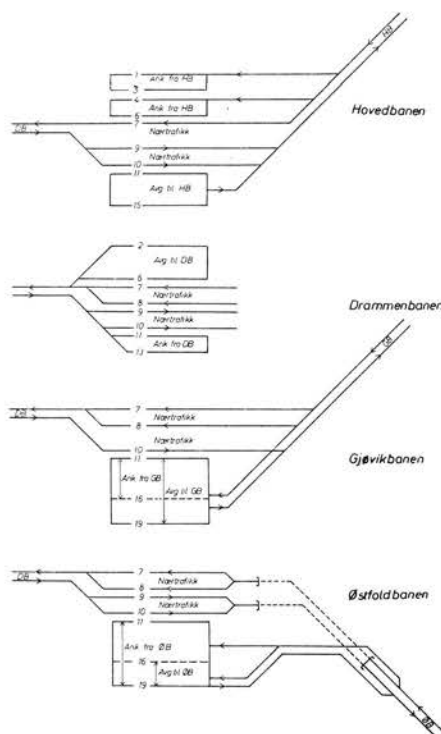 HB
1
Ank fra HB
3
4
Ank fra HB
6
Hovedbanen
7
DB
Nærtrafikk
9
Nærtrafikk
10
11
Avg til HB
15
2
Avg til DB
6
7
Nærtrafikk
8
Drammenbanen
9
Nærtrafikk
10
11
Ank fra DB
13
GB
7
DB
Nærtrafikk
8
Nærtrafikk
10
11
Gjøvikbanen
Ank fra GB
Avg til GB
16
19
7
DB
Nærtrafikk
8
9
Østfoldbanen
Nærtrafikk
10
11
Ank fra ØB
16
Avg til ØB
19
ØB